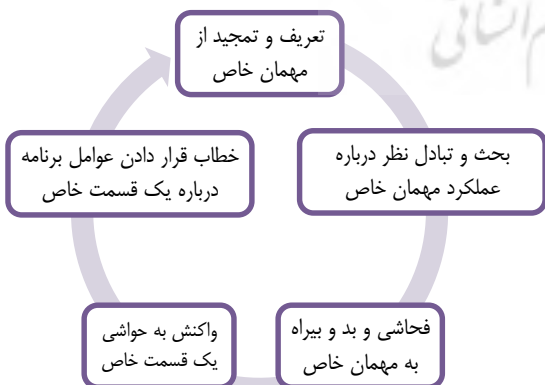 تعریف و تمجید از
مهمان خاص
بحث و تبادل نظر درباره
عملکرد مهمان خاص
فحاشی و بد و بیراه
به مهمان خاص
واکنش به حواشی
یک قسمت خاص
خطاب قرار دادن عوامل برنامه
درباره یک قسمت خاص